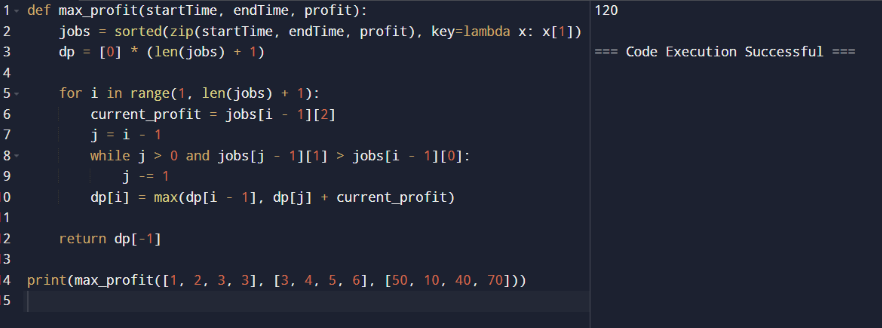 1 def max_profit(startTime, endTime, profit):
2     jobs = sorted(zip(startTime, endTime, profit), key=lambda x: x[1])
3     dp = [0] * (len(jobs) + 1)
4
5     for i in range(1, len(jobs) + 1):
6         current_profit = jobs[i - 1][2]
7         j = i - 1
8         while j > 0 and jobs[j - 1][1] > jobs[i - 1][0]:
9             j -= 1
0         dp[i] = max(dp[i - 1], dp[j] + current_profit)
1
2     return dp[-1]
3
4 print(max_profit([1, 2, 3, 3], [3, 4, 5, 6], [50, 10, 40, 70]))
5
120
=== Code Execution Successful ===